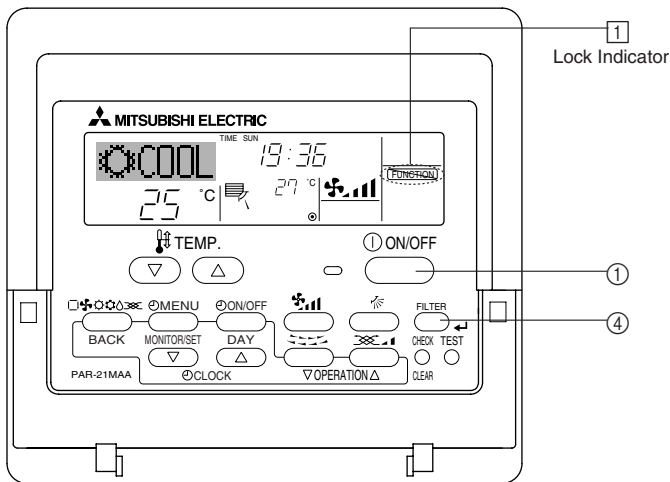 1
Lock Indicator
MITSUBISHI ELECTRIC
TIME SUN
COOL
19:36
FUNCTION
25 °C
27 °C
TEMP.
ON/OFF
1
MENU
ON/OFF
FILTER
BACK
MONITOR/SET
DAY
CHECK
TEST
4
PAR-21MAA
CLOCK
OPERATION
CLEAR